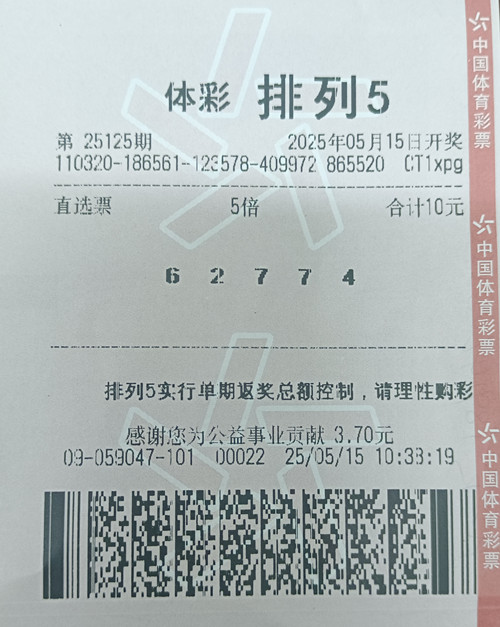 体彩 排列5
第 25125期 2025年05月15日开奖
110320-186561-123578-409972 865520 CT1xpg
直选票 5倍 合计10元
6 2 7 7 4
排列5实行单期返奖总额控制，请理性购彩
感谢您为公益事业贡献 3.70元
09-059047-101 00022 25/05/15 10:38:19
中国体育彩票
中国体育彩票
中国体育彩票